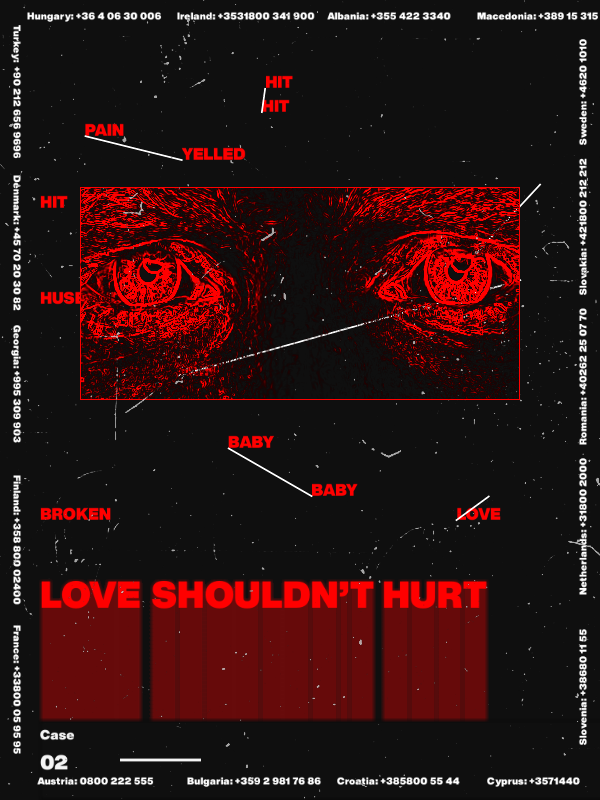 Hungary: +36 4 06 30 006
Ireland: +3531800 341 900
Albania: +355 422 3340
Macedonia: +389 15 315
Turkey: +90 212 656 9696
Denmark: +45 70 20 30 82
Georgia: +995 309 903
Finland: +358 800 02400
France: +33800 05 95 95
Sweden: +4620 1010
Slovakia: +421800 212 212
Romania: +40262 25 07 70
Netherlands: +31800 2000
Slovenia: +38680 11 55
HIT
HIT
PAIN
YELLED
HIT
BABY
BABY
BROKEN
LOVE
LOVE SHOULDN'T HURT
Case
02
Austria: 0800 222 555
Bulgaria: +359 2 981 76 86
Croatia: +385800 55 44
Cyprus: +3571440